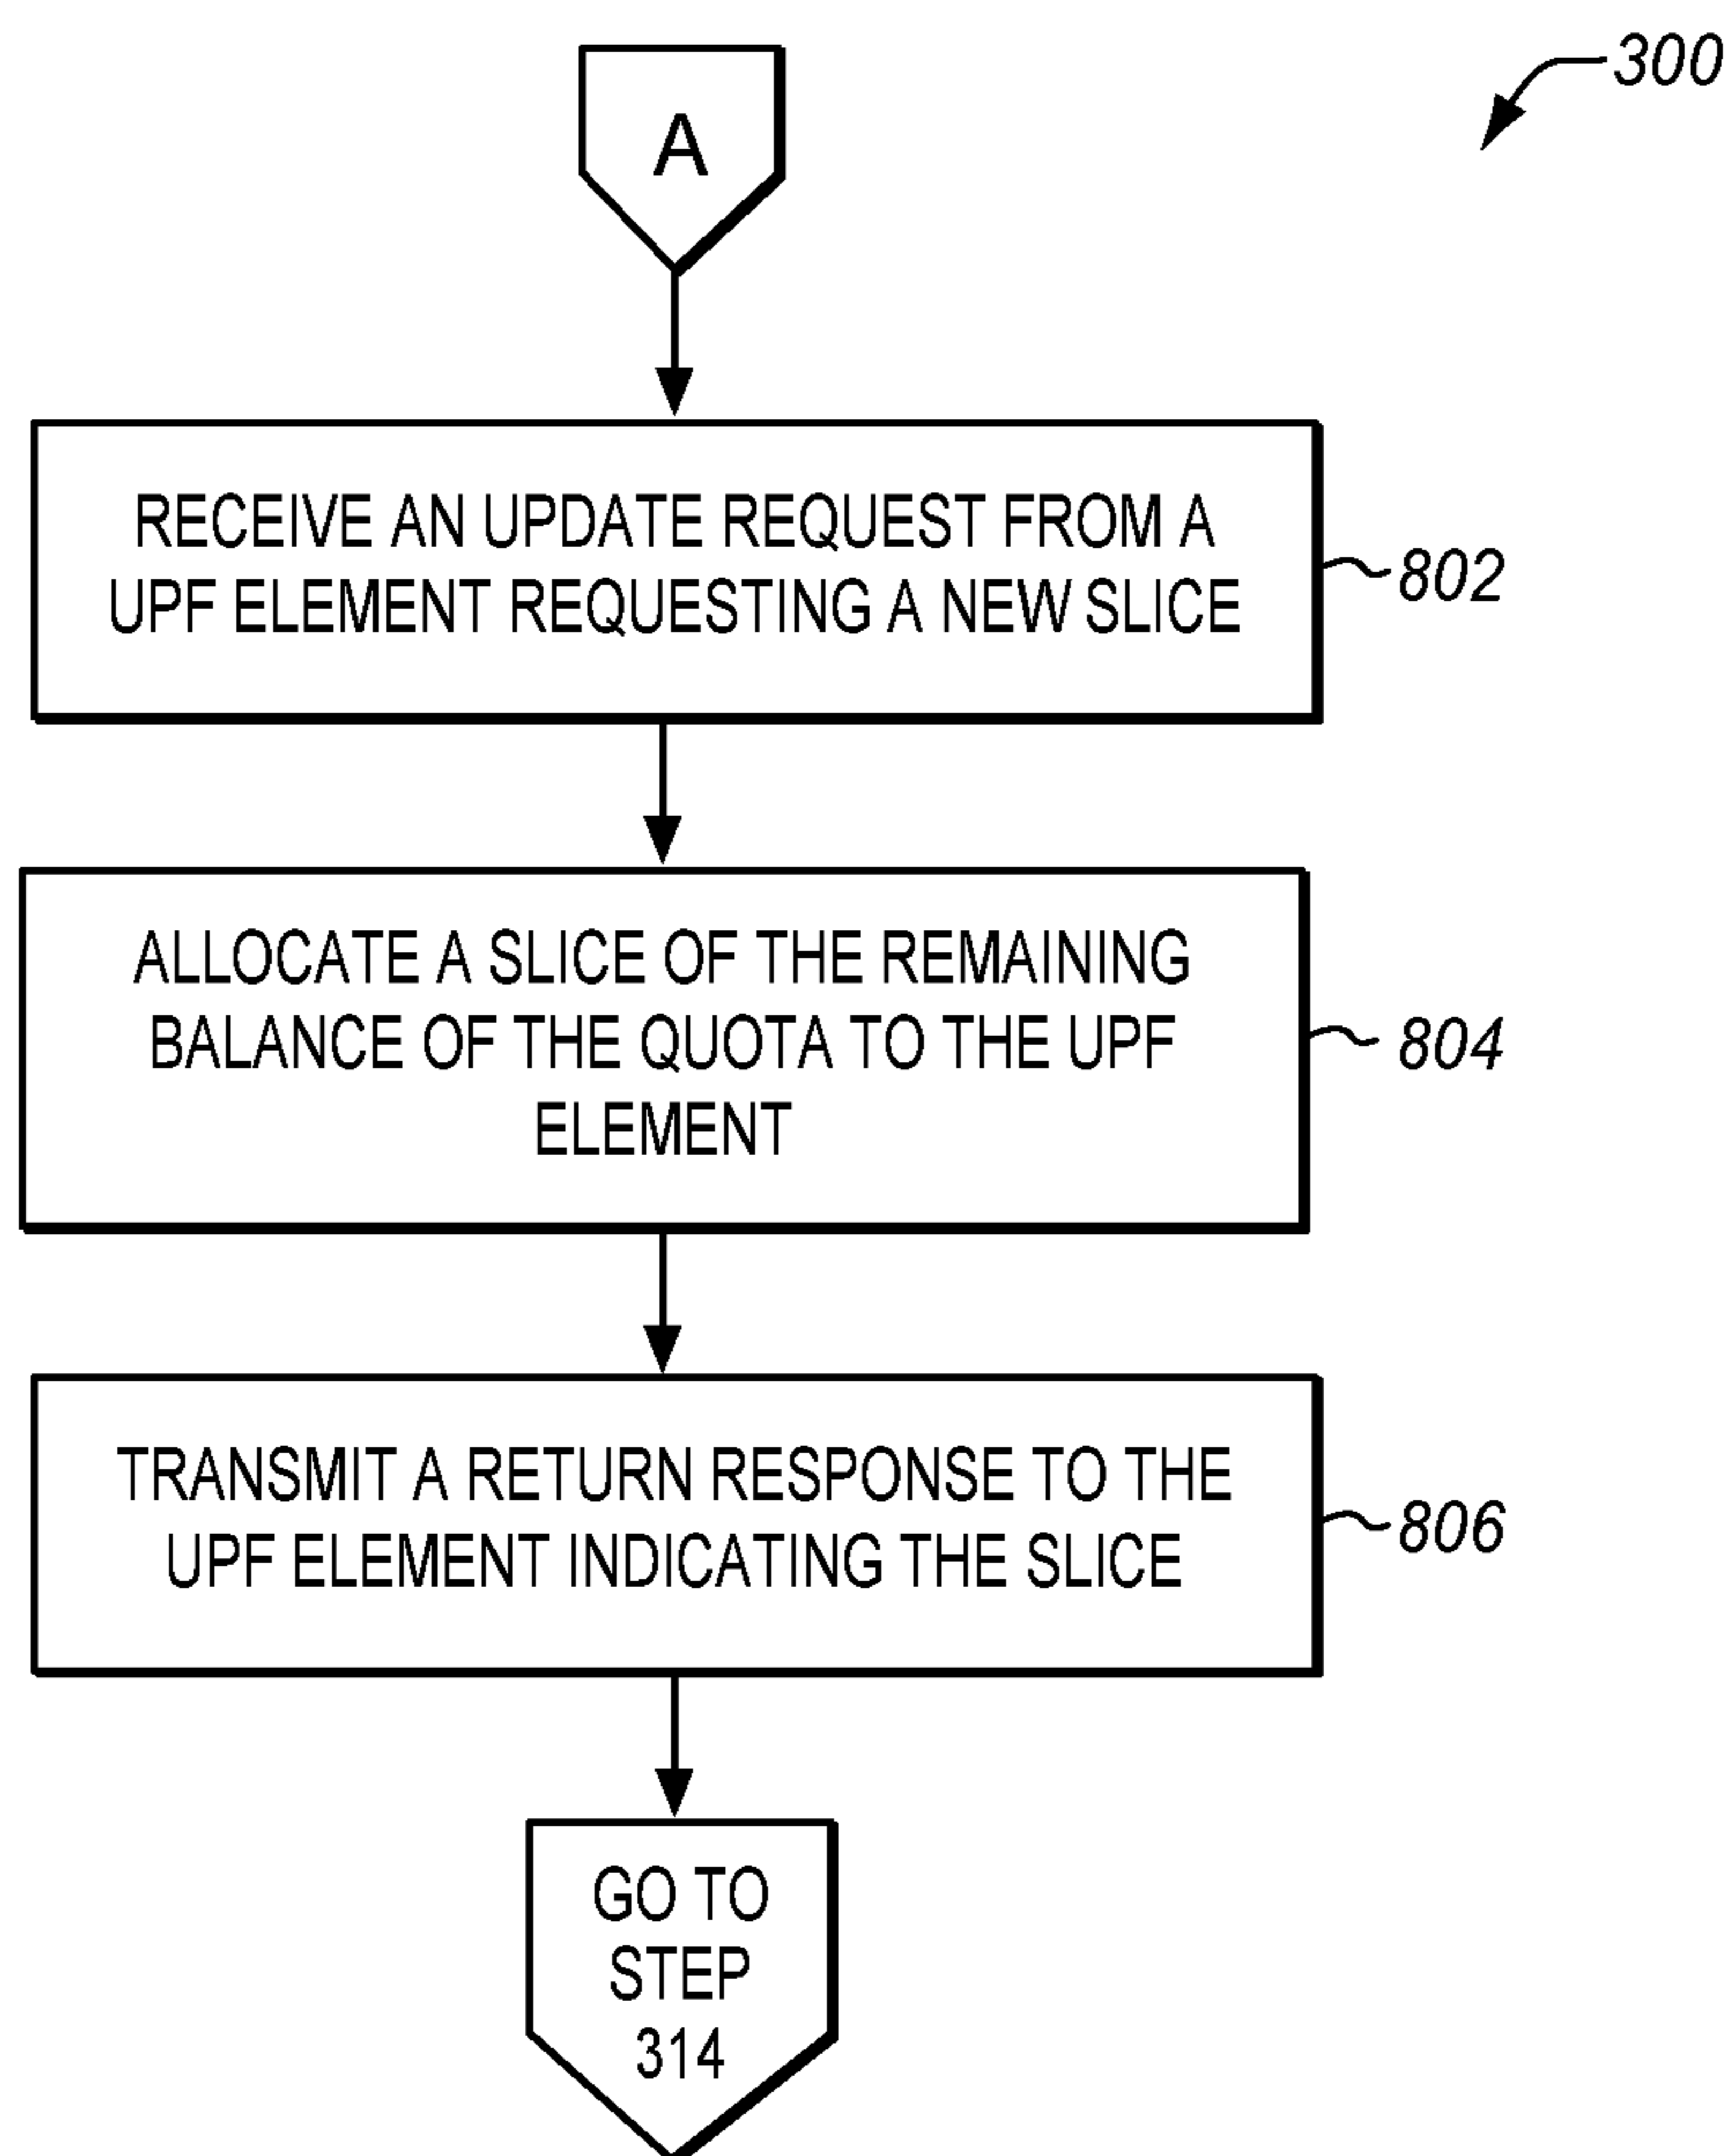 300
A
RECEIVE AN UPDATE REQUEST FROM A
UPF ELEMENT REQUESTING A NEW SLICE
802
ALLOCATE A SLICE OF THE REMAINING
BALANCE OF THE QUOTA TO THE UPF
ELEMENT
804
TRANSMIT A RETURN RESPONSE TO THE
UPF ELEMENT INDICATING THE SLICE
806
GO TO
STEP
314